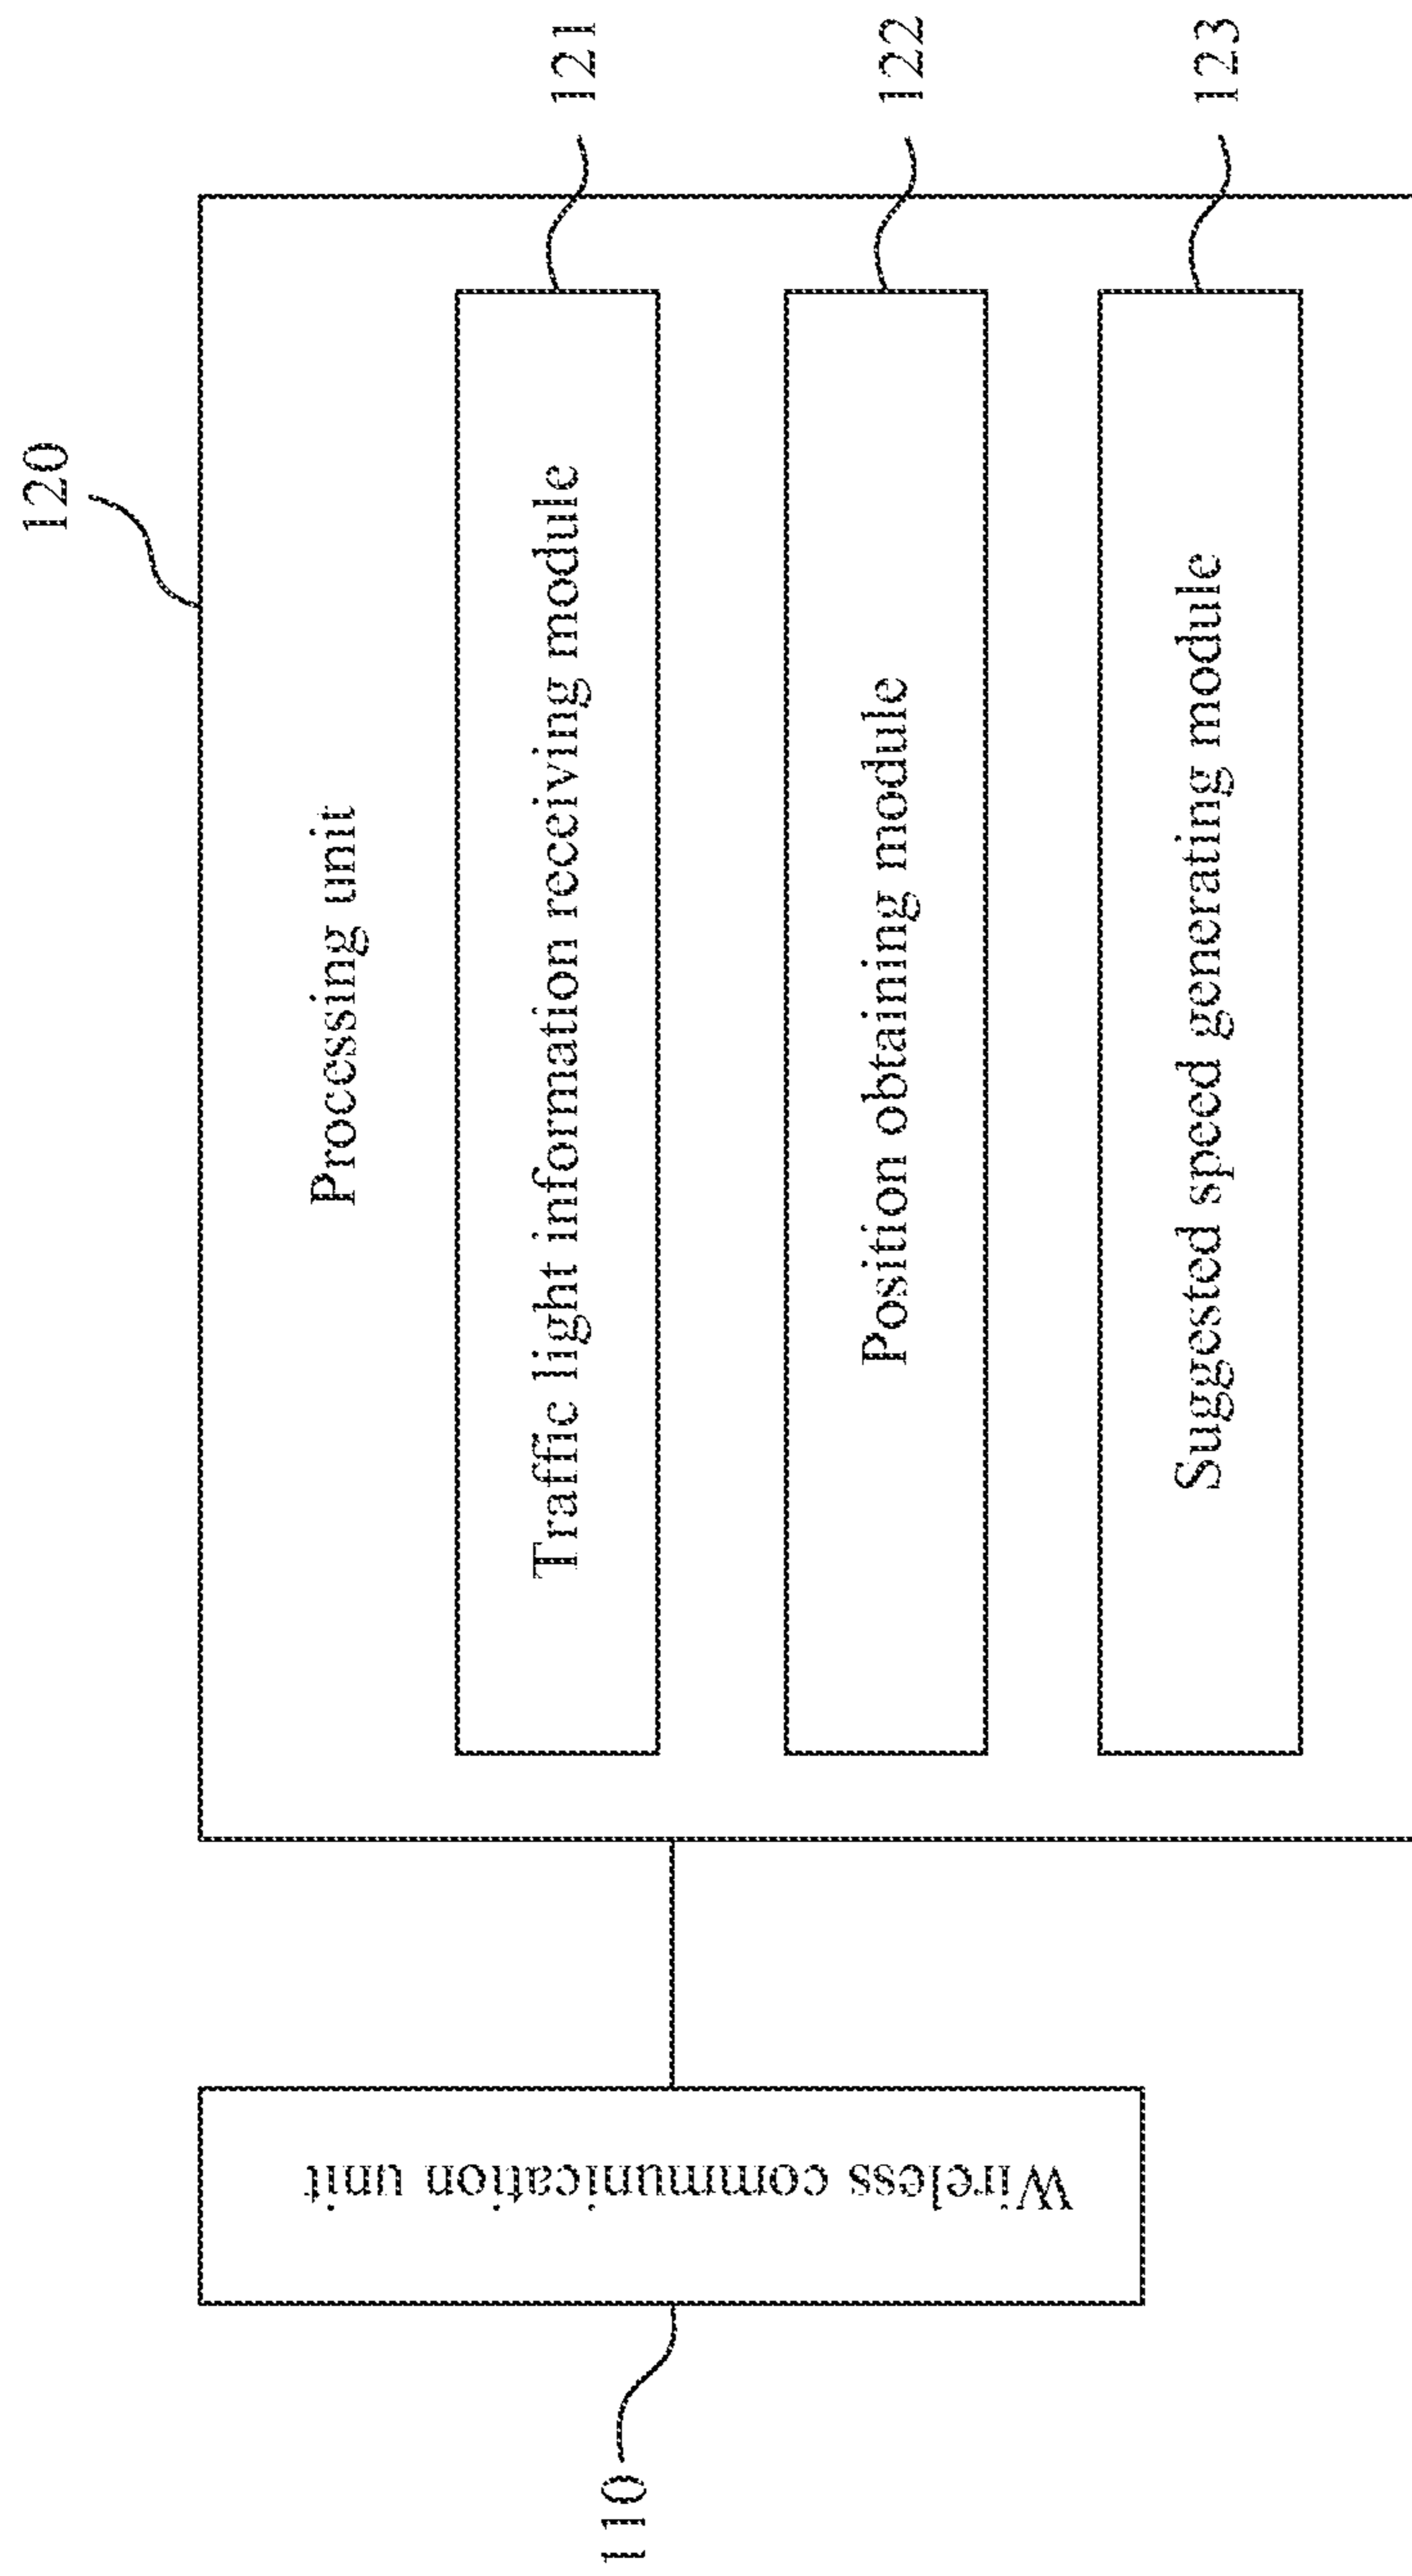 120
Processing unit
Traffic light information receiving module
121
Position obtaining module
122
Suggested speed generating module
123
Wireless communication unit
110